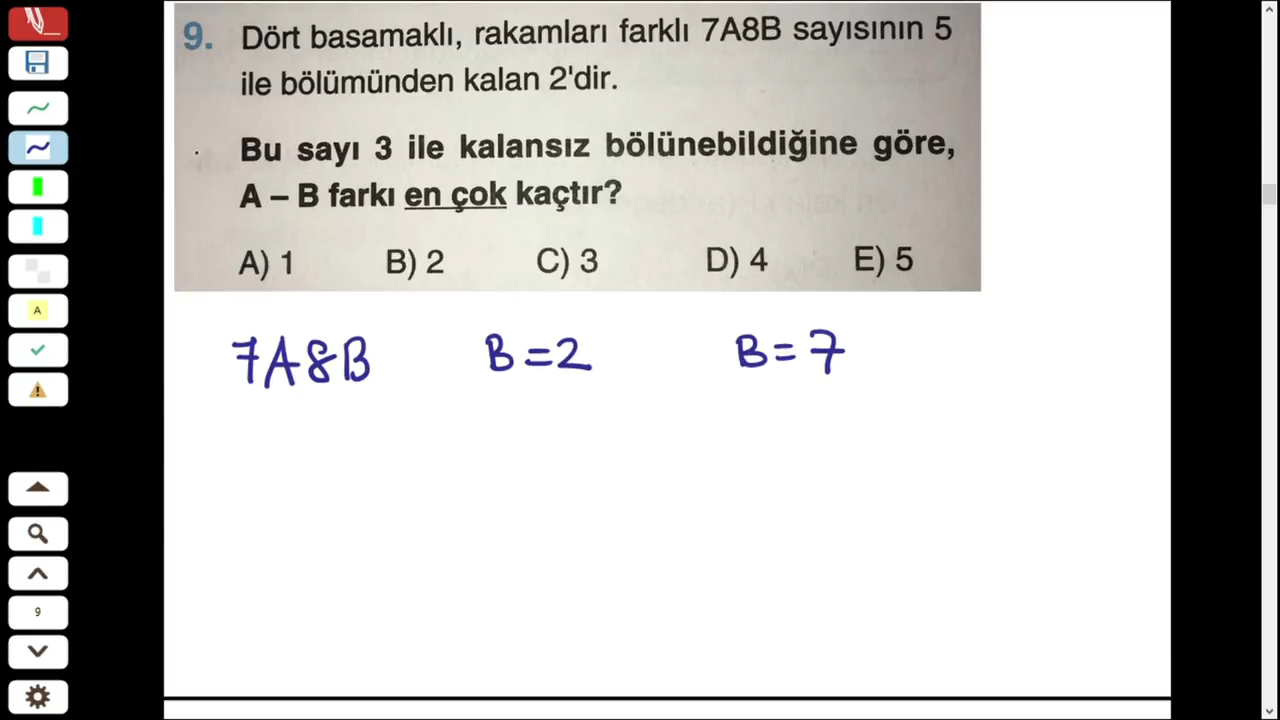 9. Dört basamaklı, rakamları farklı 7A8B sayısının 5
ile bölümünden kalan 2'dir.
Bu sayı 3 ile kalansız bölünebildiğine göre,
A – B farkı en çok kaçtır?
A) 1 B) 2 C) 3 D) 4 E) 5
7A8B B=2 B=7
A
9